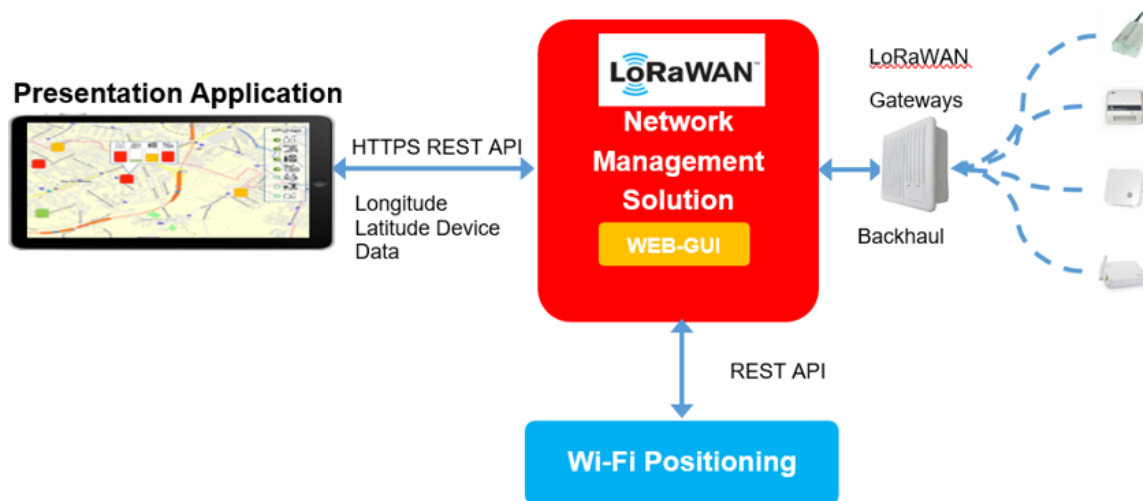 Presentation Application
HTTPS REST API
Longitude
Latitude Device
Data
LoRaWAN™
Network
Management
Solution
WEB-GUI
LoRaWAN
Gateways
Backhaul
REST API
Wi-Fi Positioning